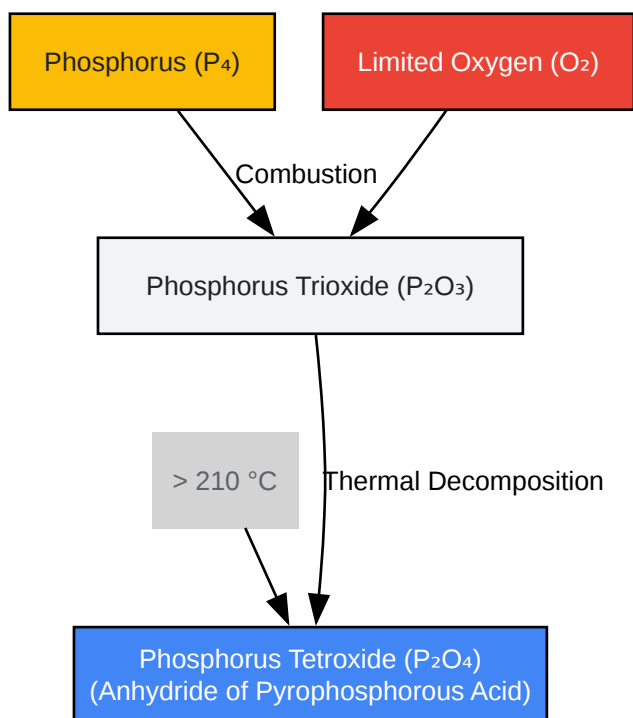 Phosphorus (P₄)
Limited Oxygen (O₂)
Combustion
Phosphorus Trioxide (P₂O₃)
> 210 °C
Thermal Decomposition
Phosphorus Tetroxide (P₂O₄)
(Anhydride of Pyrophosphorous Acid)